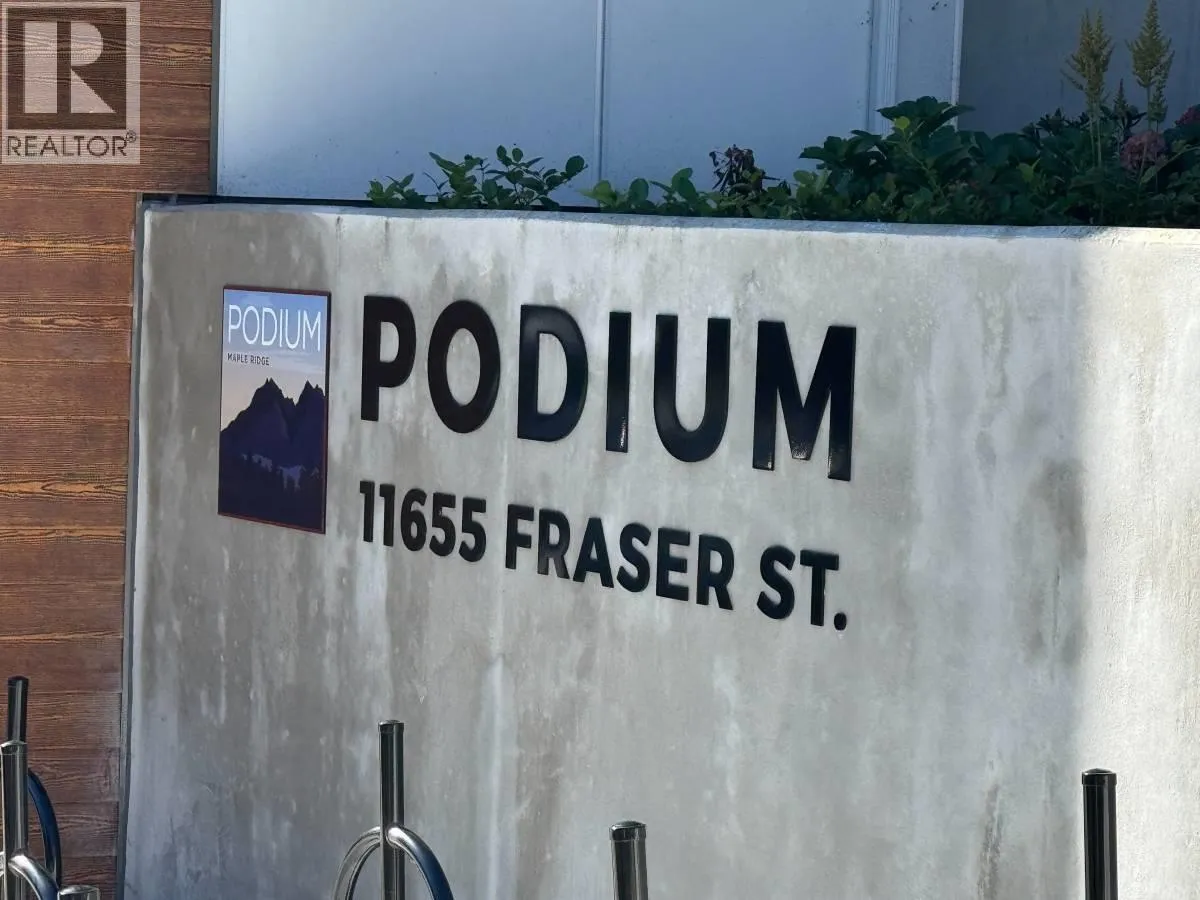 REALTOR®
PODIUM
MAPLE RIDGE
PODIUM
11655 FRASER ST.